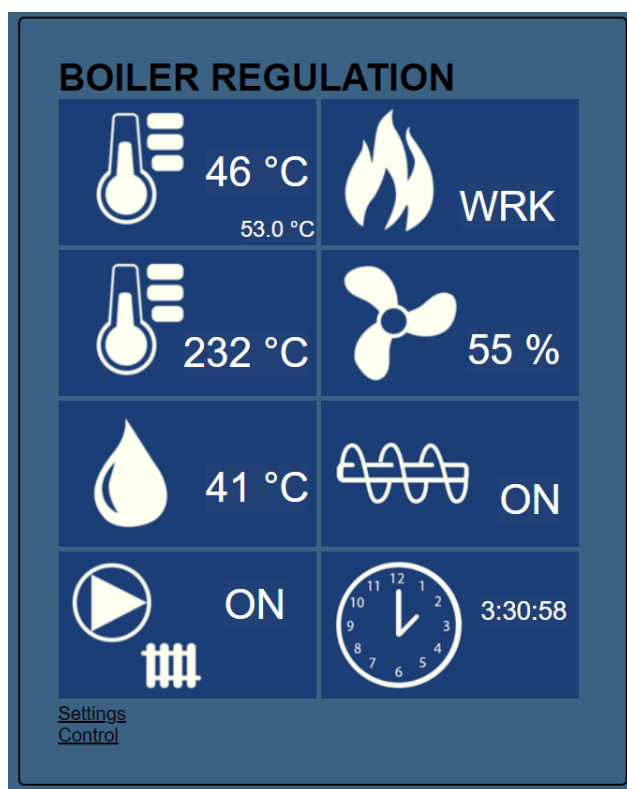 BOILER REGULATION
46 °C
53.0 °C
WRK
232 °C
55 %
41 °C
ON
ON
12
1
2
3
4
5
6
7
8
9
10
11
3:30:58
Settings
Control